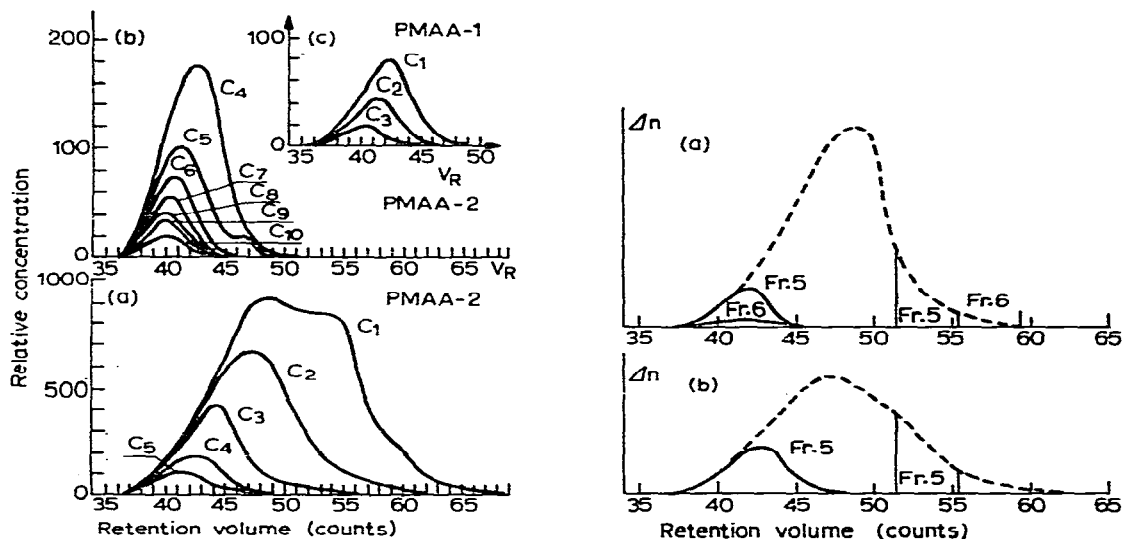 PMAA-1
(b)
(c)
200
100
0
C4
C5
C6
C7
C8
C9
C10
100
0
C1
C2
C3
35 40 45 50
VR
PMAA-2
35 40 45 50 55 60 65 VR
Relative concentration
(a)
PMAA-2
1000
500
0
C1
C2
C3
C4
C5
35 40 45 50 55 60 65
Retention volume (counts)
Δn
(a)
Fr.5
Fr.6
Fr.5
Fr.6
35 40 45 50 55 60 65
Δn
(b)
Fr.5
Fr.5
35 40 45 50 55 60 65
Retention volume (counts)